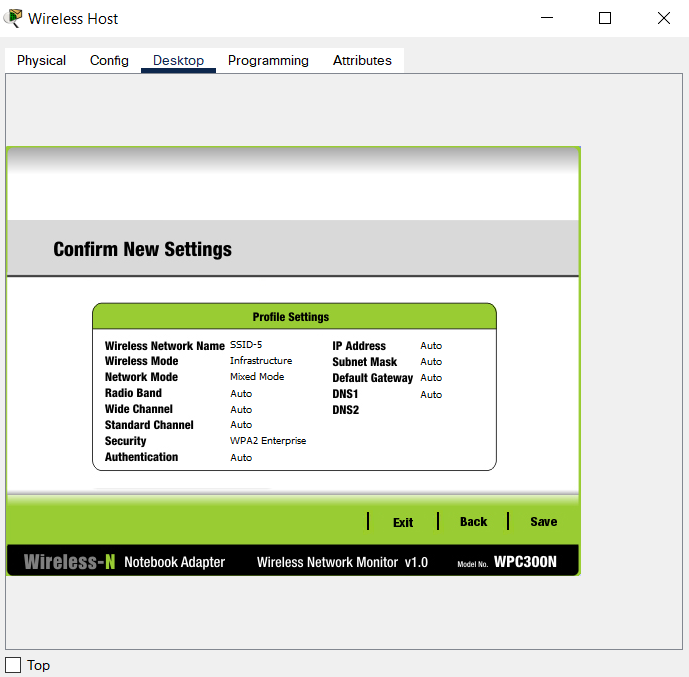 Wireless Host
Physical Config Desktop Programming Attributes
Confirm New Settings
Profile Settings
Wireless Network Name SSID-5 IP Address Auto
Wireless Mode Infrastructure Subnet Mask Auto
Network Mode Mixed Mode Default Gateway Auto
Radio Band Auto DNS1 Auto
Wide Channel Auto DNS2
Standard Channel Auto
Security WPA2 Enterprise
Authentication Auto
Exit Back Save
Wireless-N Notebook Adapter Wireless Network Monitor v1.0 Model No. WPC300N
Top